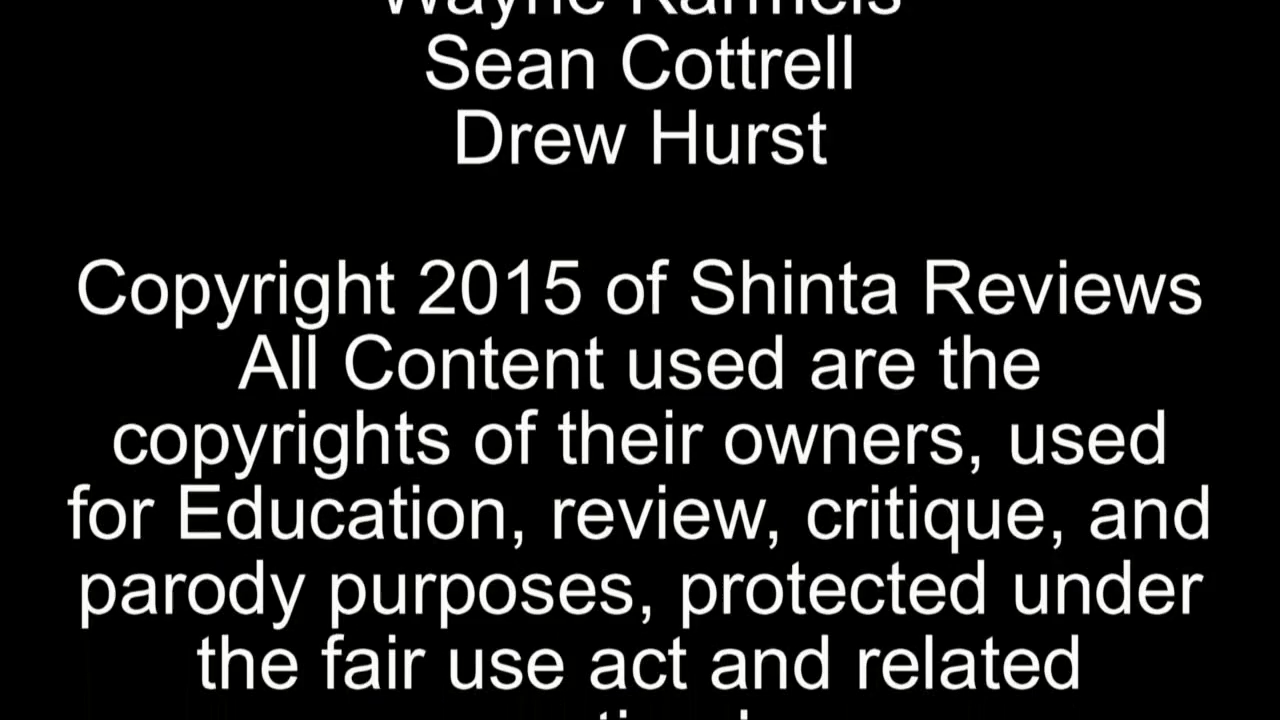 Wayne
Sean Cottrell
Drew Hurst
Copyright 2015 of Shinta Reviews
All Content used are the
copyrights of their owners, used
for Education, review, critique, and
parody purposes, protected under
the fair use act and related